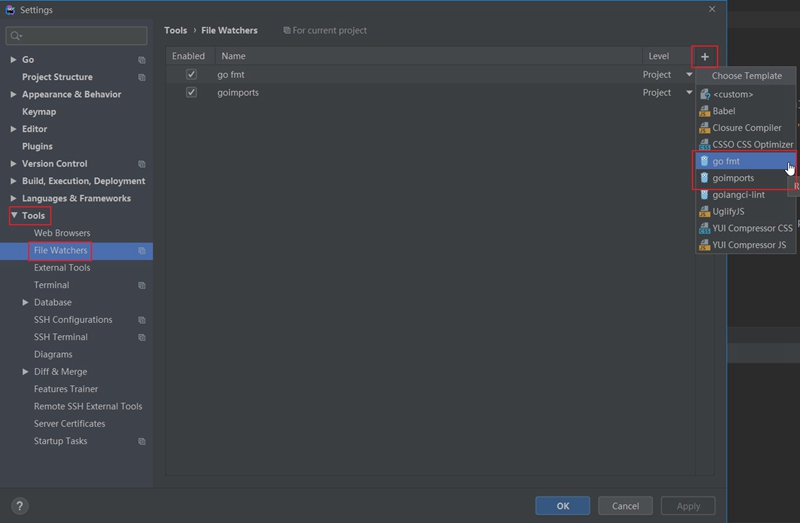 Settings
Tools › File Watchers
For current project
Go
Project Structure
Appearance & Behavior
Keymap
Editor
Plugins
Version Control
Build, Execution, Deployment
Languages & Frameworks
Tools
Web Browsers
File Watchers
External Tools
Terminal
Database
SSH Configurations
SSH Terminal
Diagrams
Diff & Merge
Features Trainer
Remote SSH External Tools
Server Certificates
Startup Tasks
Enabled Name Level
go fmt Project
goimports Project
+
Choose Template
<custom>
Babel
Closure Compiler
CSSO CSS Optimizer
go fmt
goimports
golangci-lint
UglifyJS
YUI Compressor CSS
YUI Compressor JS
R
?
OK Cancel Apply